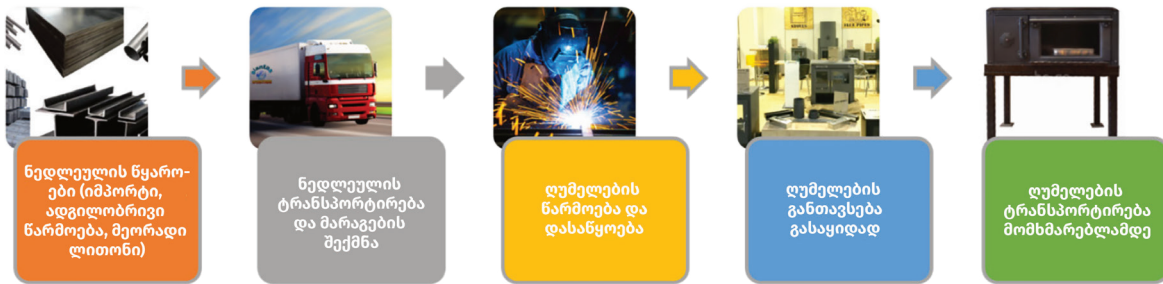 ნედლეულის წყარო-
ები (იმპორტი,
ადგილობრივი
წარმოება, მეორადი
ლითონი)
ნედლეულის
ტრანსპორტირება
და მარაგების
შექმნა
ღუმელების
წარმოება და
დასაწყოება
ღუმელების
განთავსება
გასაყიდად
ღუმელების
ტრანსპორტირება
მომხმარებლამდე